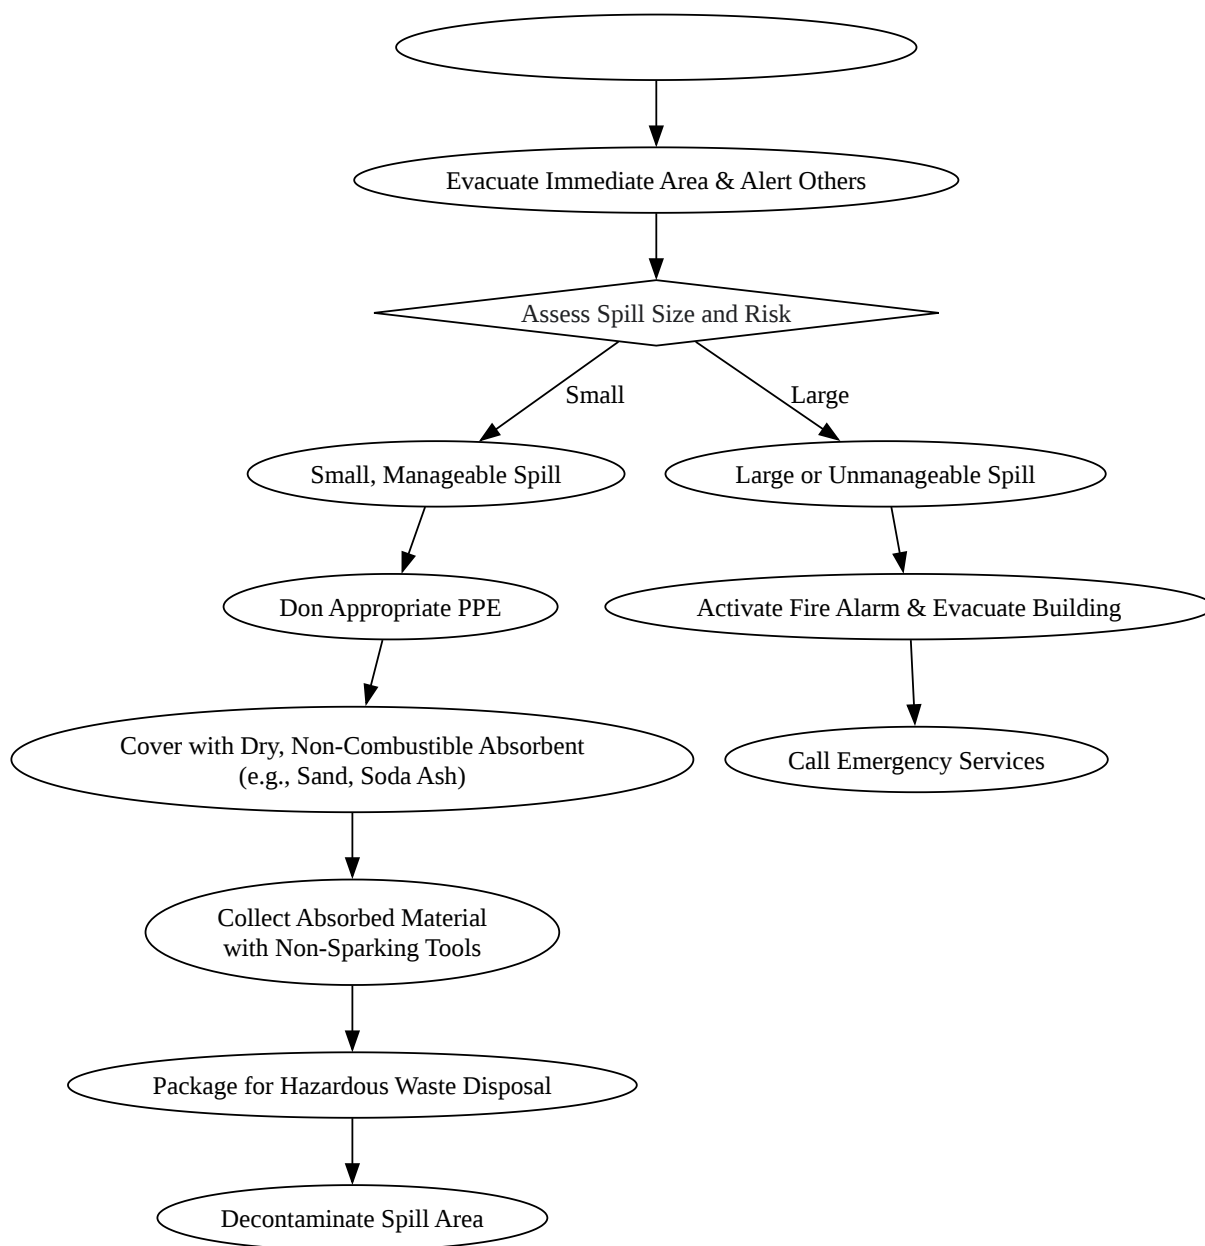 Evacuate Immediate Area & Alert Others
Assess Spill Size and Risk
Small
Large
Small, Manageable Spill
Large or Unmanageable Spill
Don Appropriate PPE
Activate Fire Alarm & Evacuate Building
Cover with Dry, Non-Combustible Absorbent
(e.g., Sand, Soda Ash)
Call Emergency Services
Collect Absorbed Material
with Non-Sparking Tools
Package for Hazardous Waste Disposal
Decontaminate Spill Area